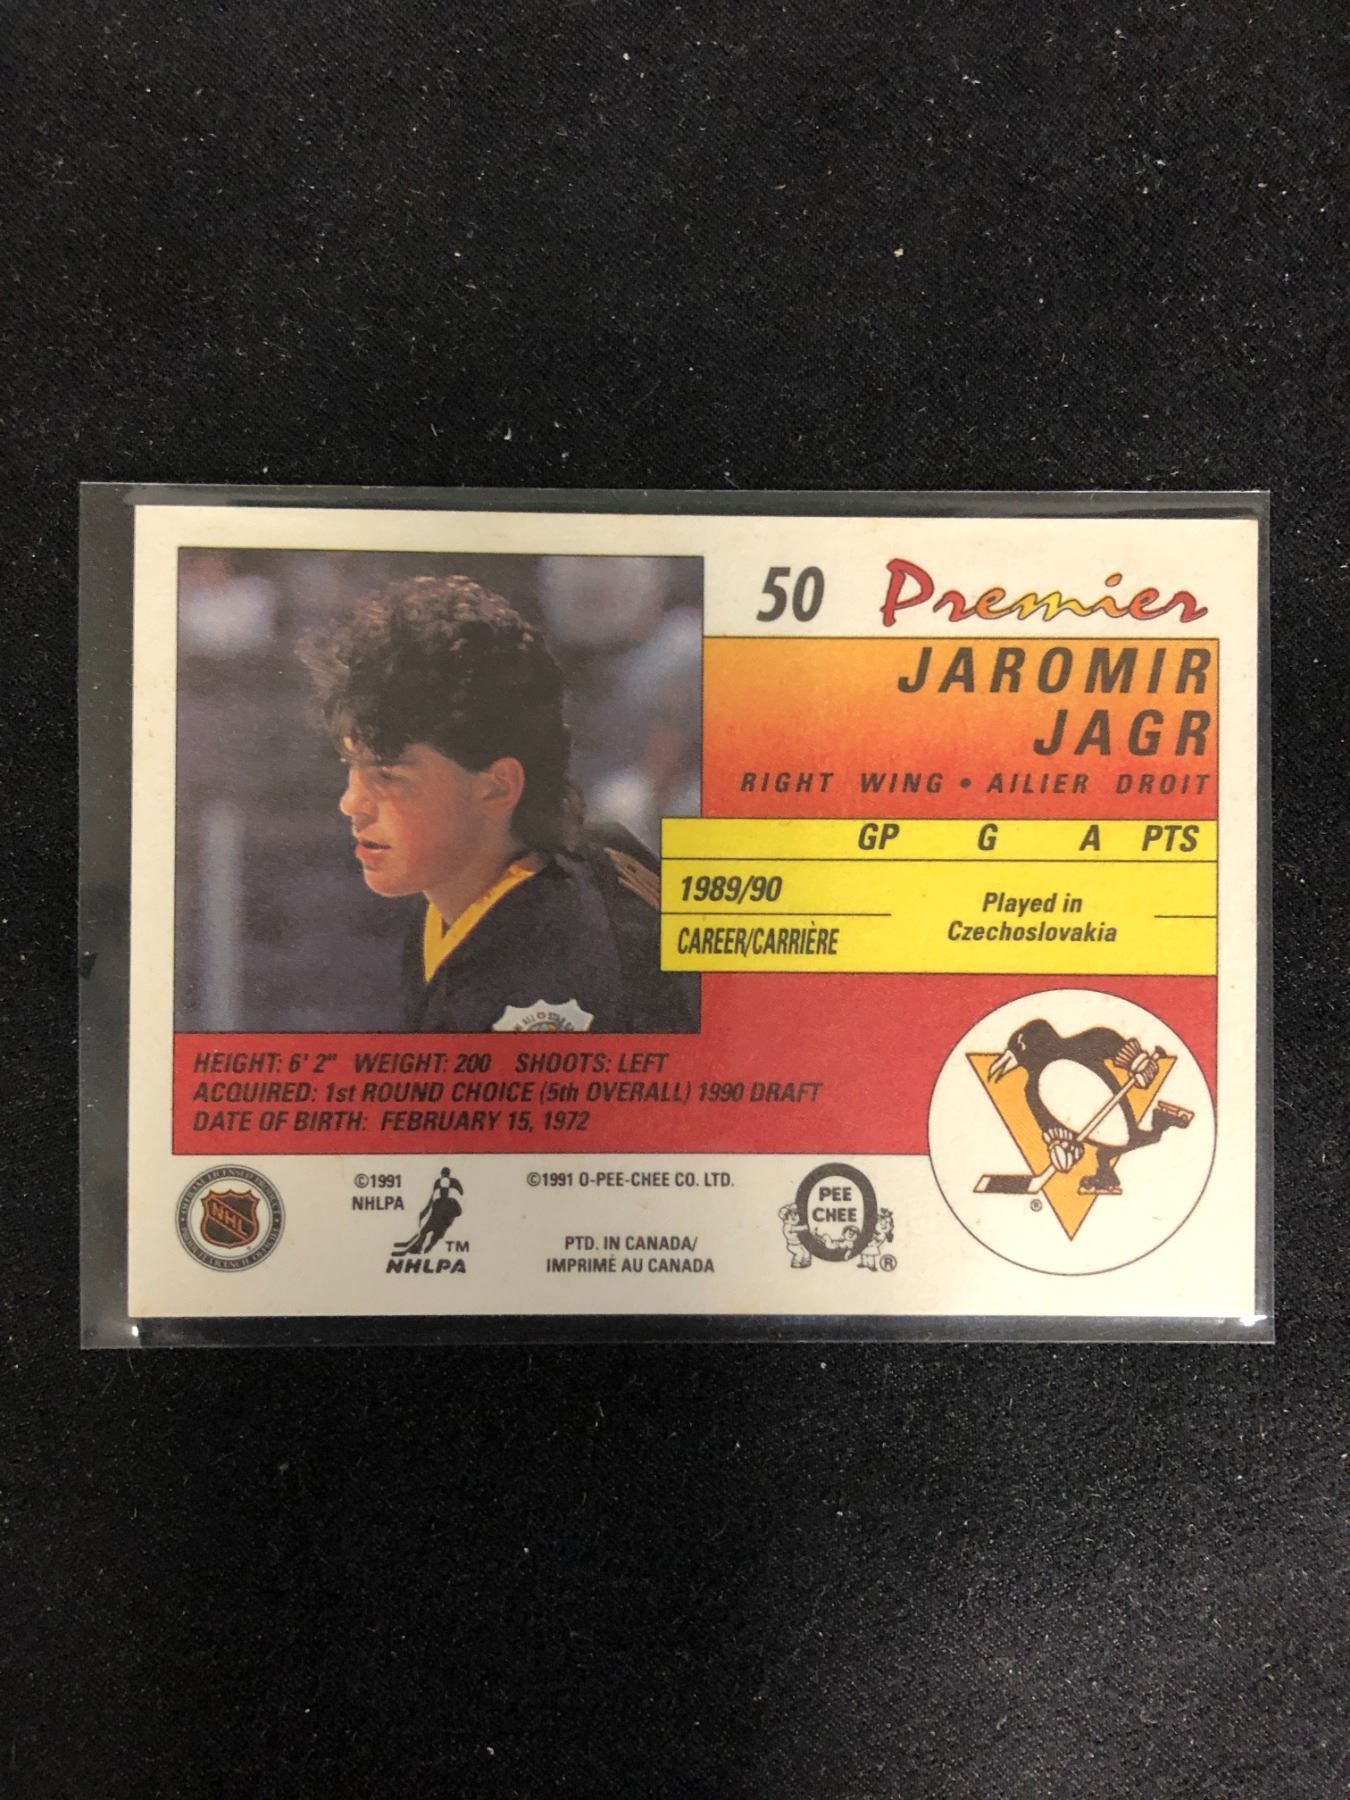 50 Premier
JAROMIR
JAGR
RIGHT WING • AILIER DROIT
GP G A PTS
1989/90
Played in
Czechoslovakia
CAREER/CARRIÈRE
HEIGHT: 6' 2" WEIGHT: 200 SHOOTS: LEFT
ACQUIRED: 1st ROUND CHOICE (5th OVERALL) 1990 DRAFT
DATE OF BIRTH: FEBRUARY 15, 1972
NHL
©1991
NHLPA
TM
NHLPA
©1991 O-PEE-CHEE CO. LTD.
PTD. IN CANADA/
IMPRIMÉ AU CANADA
O
PEE
CHEE
®
®